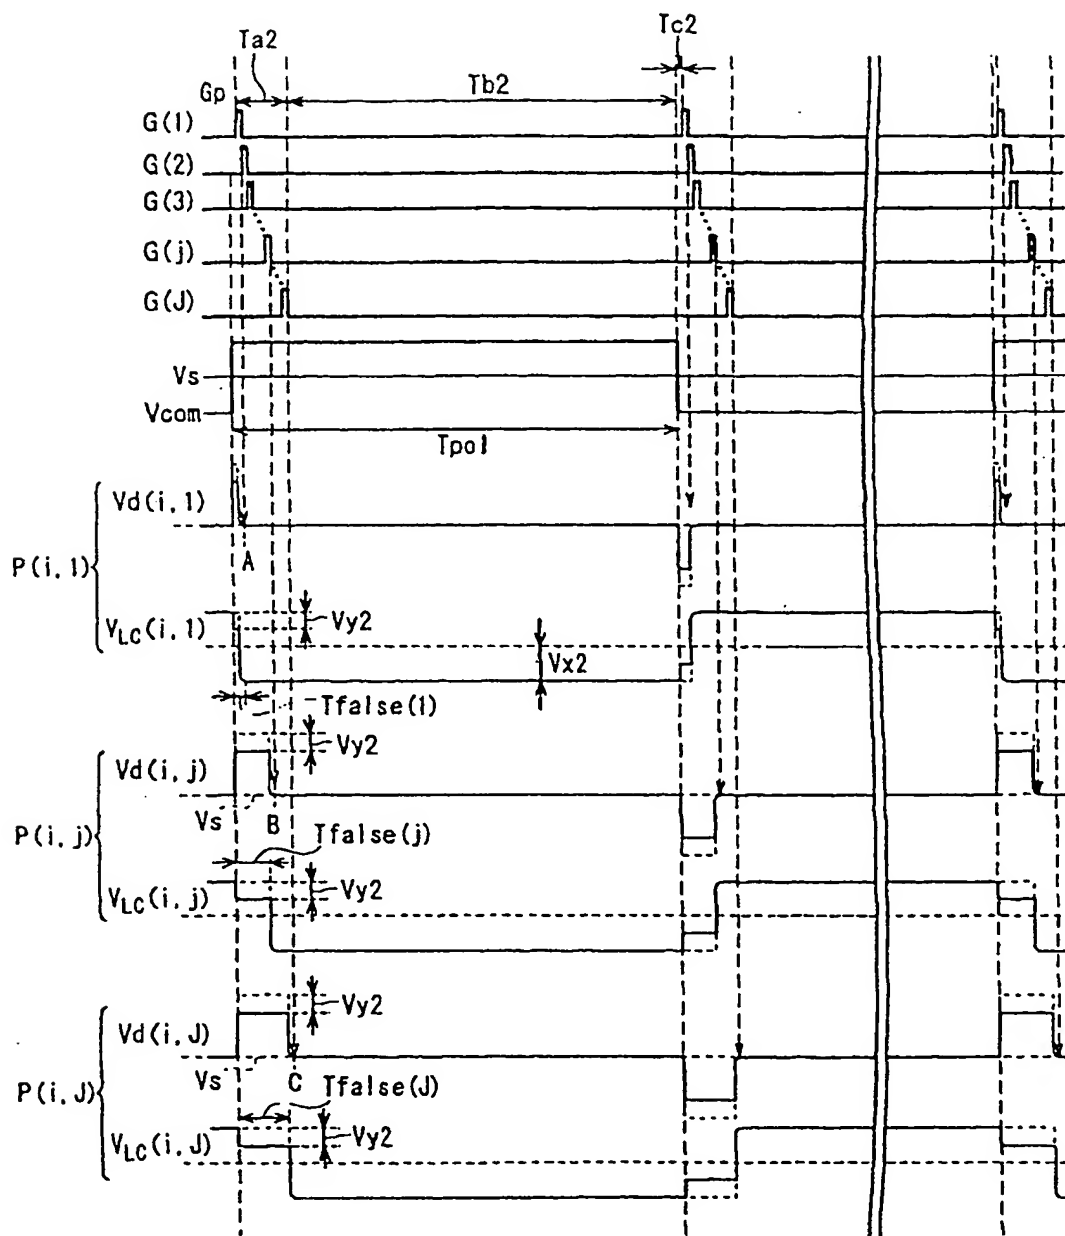 Ta2
Tc2
Gp
Tb2
G(1)
G(2)
G(3)
G(j)
G(J)
Vs
Vcom
Tpol
Vd(i,1)
A
P(i,1)
VLC(i,1)
Vy2
Vx2
Tfalse(1)
Vy2
Vd(i,j)
Vs
B
P(i,j)
Tfalse(j)
VLC(i,j)
Vy2
Vy2
Vd(i,J)
Vs
C
P(i,J)
Tfalse(J)
VLC(i,J)
Vy2